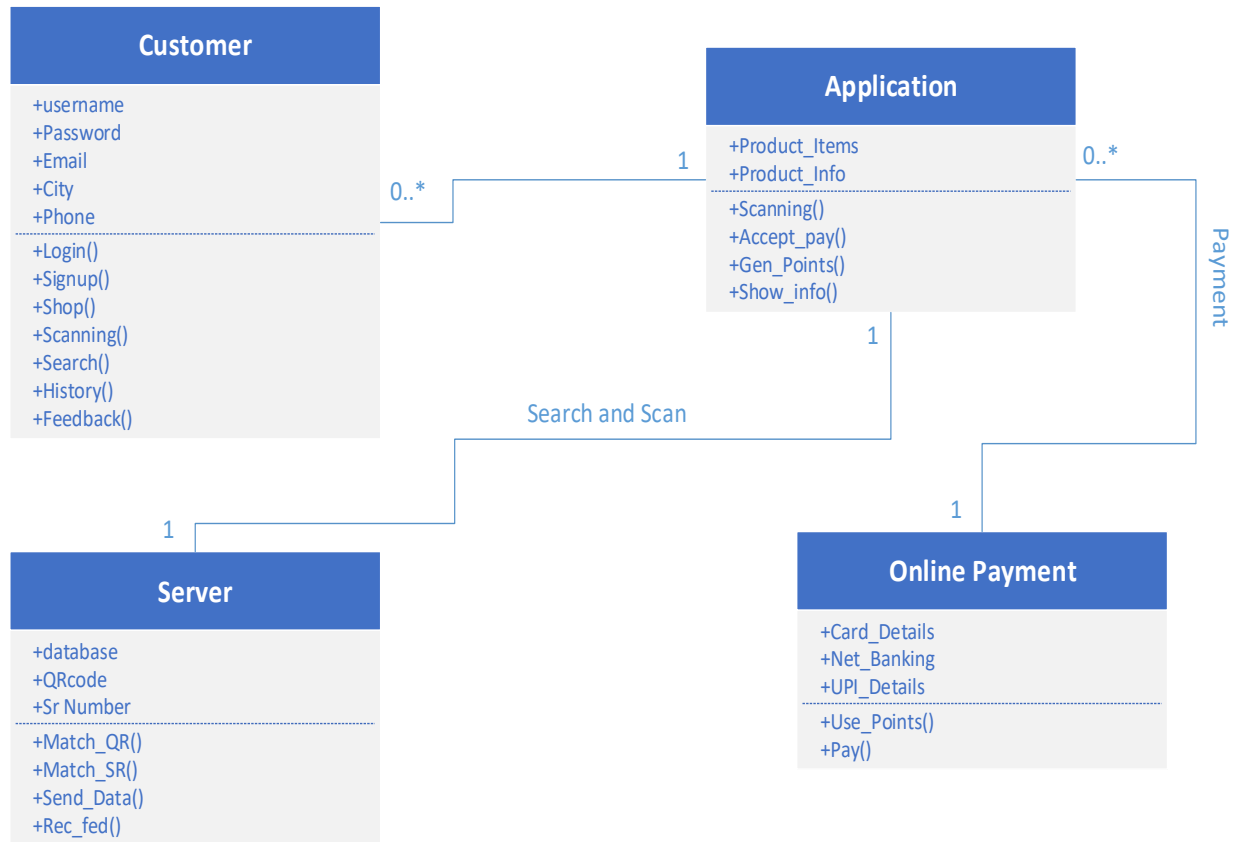 Customer
+username
+Password
+Email
+City
+Phone
+Login()
+Signup()
+Shop()
+Scanning()
+Search()
+History()
+Feedback()
0..*
1
Application
+Product_Items
+Product_Info
+Scanning()
+Accept_pay()
+Gen_Points()
+Show_info()
0..*
Payment
1
Search and Scan
1
1
Server
+database
+QRcode
+Sr Number
+Match_QR()
+Match_SR()
+Send_Data()
+Rec_fed()
Online Payment
+Card_Details
+Net_Banking
+UPI_Details
+Use_Points()
+Pay()